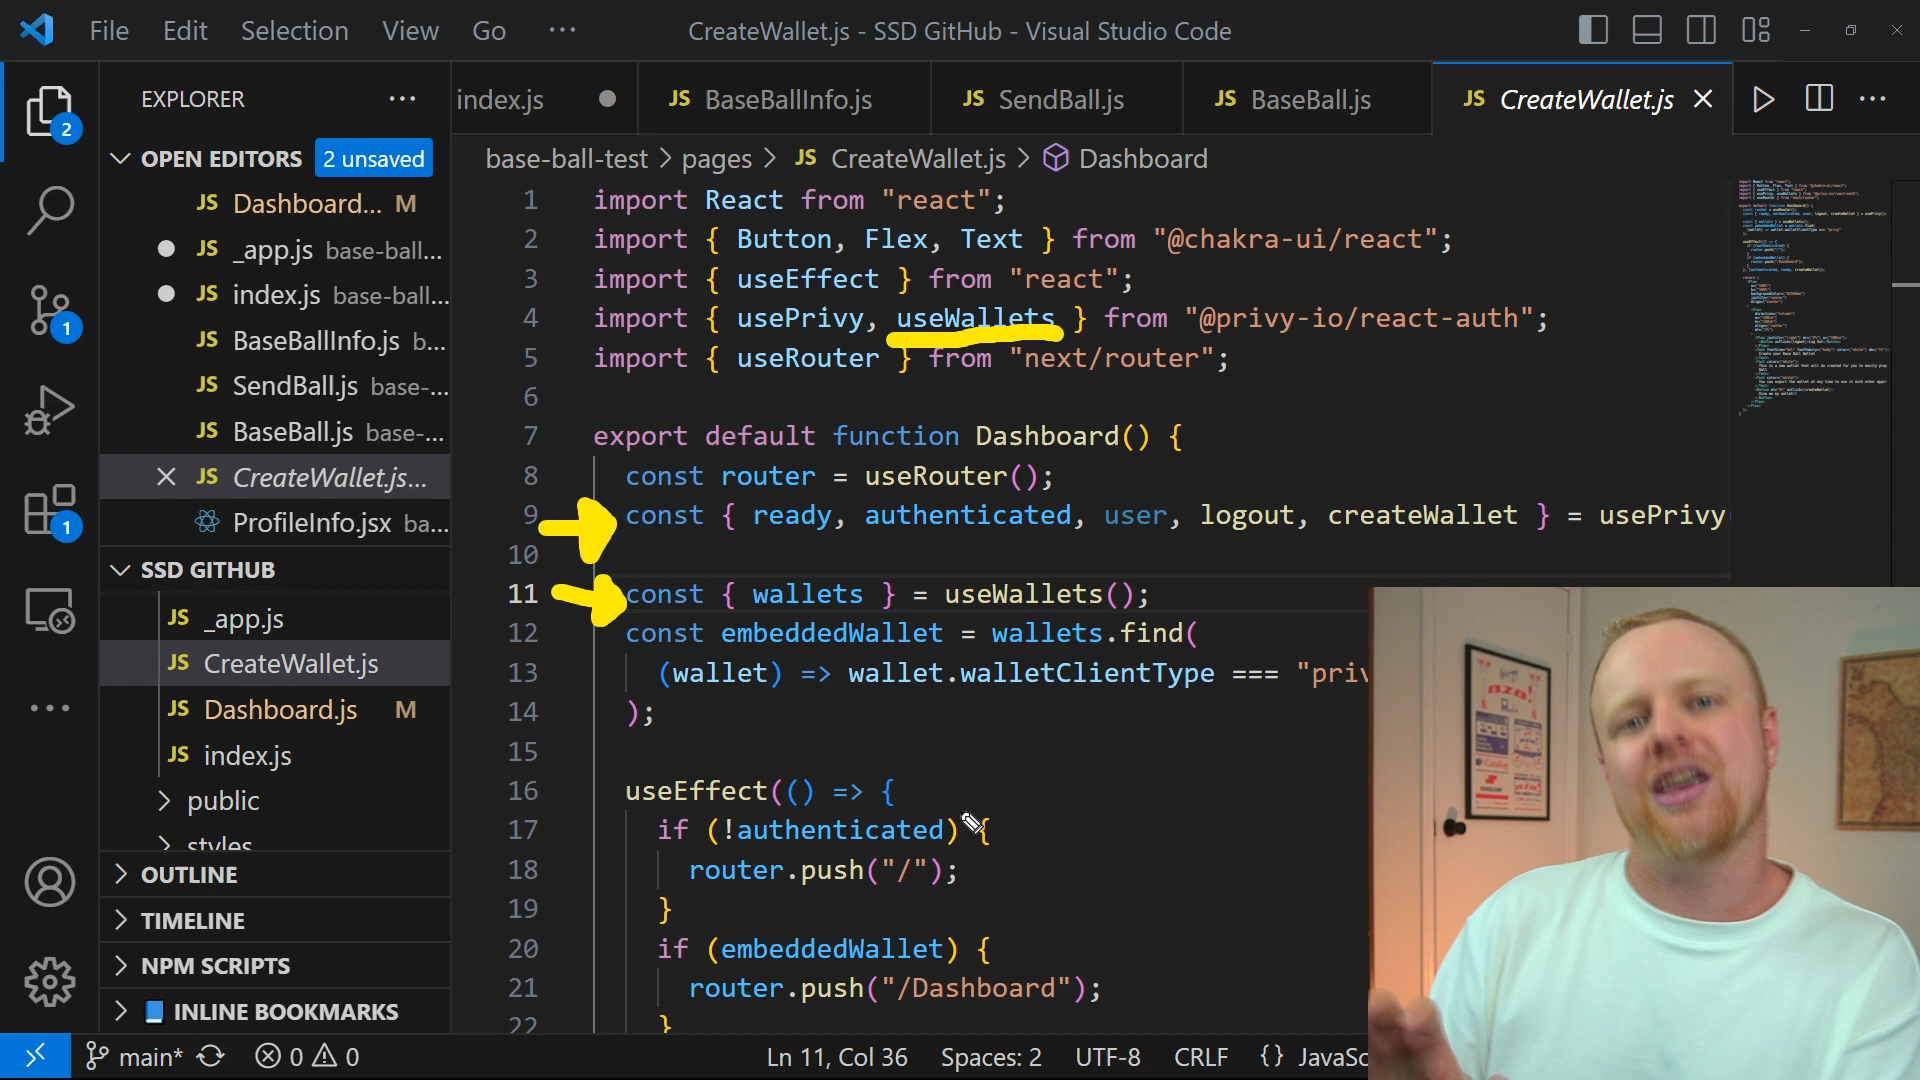 File Edit Selection View Go ··· CreateWallet.js - SSD GitHub - Visual Studio Code
EXPLORER ···
index.js JS BaseBallInfo.js JS SendBall.js JS BaseBall.js JS CreateWallet.js
2
OPEN EDITORS 2 unsaved
base-ball-test > pages > JS CreateWallet.js > Dashboard
JS Dashboard... M
JS _app.js base-ball...
JS index.js base-ball...
JS BaseBallInfo.js b...
JS SendBall.js base-...
JS BaseBall.js base-...
JS CreateWallet.js...
ProfileInfo.jsx ba...
SSD GITHUB
JS _app.js
JS CreateWallet.js
JS Dashboard.js M
JS index.js
public
styles
OUTLINE
TIMELINE
NPM SCRIPTS
INLINE BOOKMARKS
1
1
1 import React from "react";
2 import { Button, Flex, Text } from "@chakra-ui/react";
3 import { useEffect } from "react";
4 import { usePrivy, useWallets } from "@privy-io/react-auth";
5 import { useRouter } from "next/router";
6
7 export default function Dashboard() {
8 const router = useRouter();
9 const { ready, authenticated, user, logout, createWallet } = usePrivy
10
11 const { wallets } = useWallets();
12 const embeddedWallet = wallets.find(
13 (wallet) => wallet.walletClientType === "priv
14 );
15
16 useEffect(() => {
17 if (!authenticated) {
18 router.push("/");
19 }
20 if (embeddedWallet) {
21 router.push("/Dashboard");
22 }
main* 0 0 Ln 11, Col 36 Spaces: 2 UTF-8 CRLF {} JavaSc
BZB!